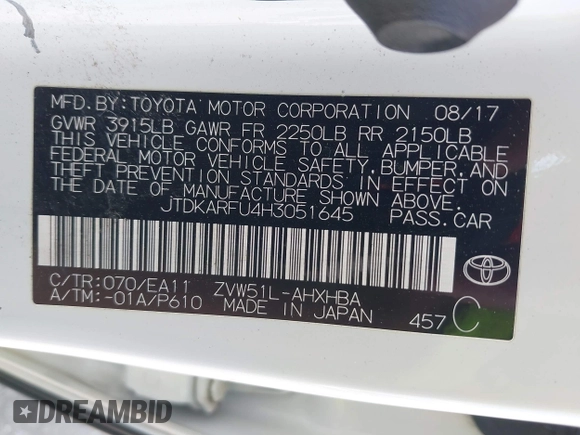 MFD.BY:TOYOTA MOTOR CORPORATION 08/17
GVWR 3915LB GAWR FR 2250LB RR 2150LB
THIS VEHICLE CONFORMS TO ALL APPLICABLE
FEDERAL MOTOR VEHICLE SAFETY,BUMPER,AND
THEFT PREVENTION STANDARDS IN EFFECT ON
THE DATE OF MANUFACTURE SHOWN ABOVE.
JTDKARFU4H3051645 PASS.CAR
C/TR:070/EA11 ZVW51L-AHXHBA
A/TM:-01A/P610 MADE IN JAPAN 457 C
TOYOTA
DREAMBID